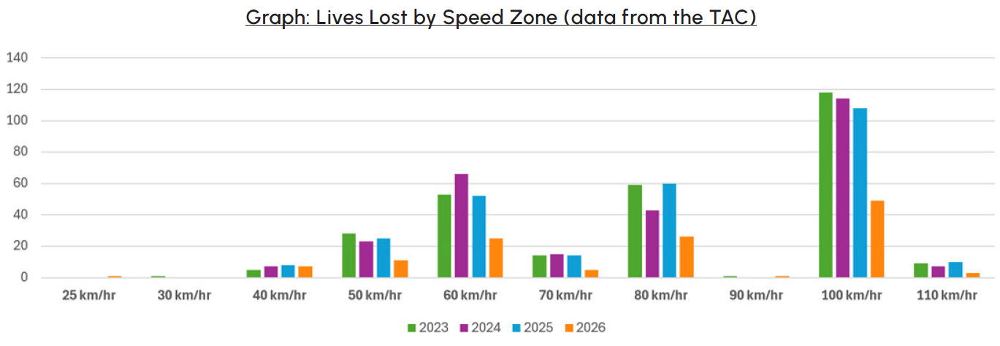 Graph: Lives Lost by Speed Zone (data from the TAC)
140
120
100
80
60
40
20
0
25 km/hr 30 km/hr 40 km/hr 50 km/hr 60 km/hr 70 km/hr 80 km/hr 90 km/hr 100 km/hr 110 km/hr
2023 2024 2025 2026